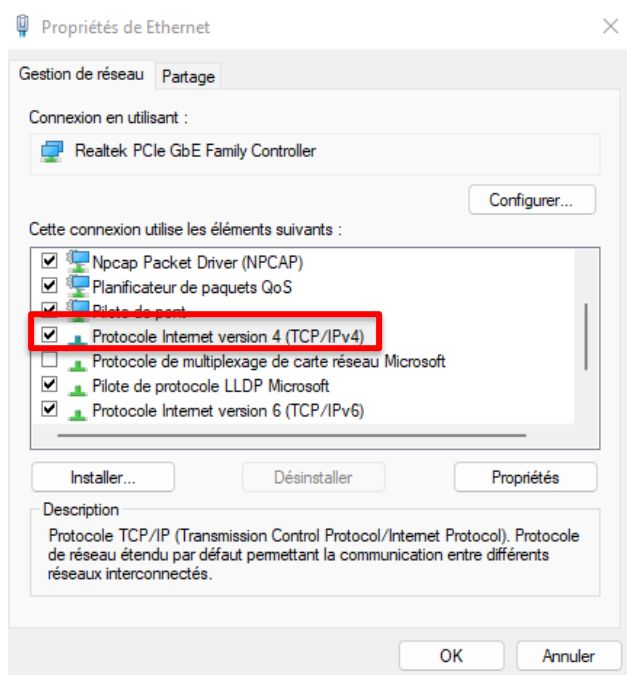 Propriétés de Ethernet
Gestion de réseau
Partage
Connexion en utilisant :
Realtek PCIe GbE Family Controller
Configurer...
Cette connexion utilise les éléments suivants :
Npcap Packet Driver (NPCAP)
Planificateur de paquets QoS
Pilote de pont
Protocole Internet version 4 (TCP/IPv4)
Protocole de multiplexage de carte réseau Microsoft
Pilote de protocole LLDP Microsoft
Protocole Internet version 6 (TCP/IPv6)
Installer...
Désinstaller
Propriétés
Description
Protocole TCP/IP (Transmission Control Protocol/Internet Protocol). Protocole
de réseau étendu par défaut permettant la communication entre différents
réseaux interconnectés.
OK
Annuler